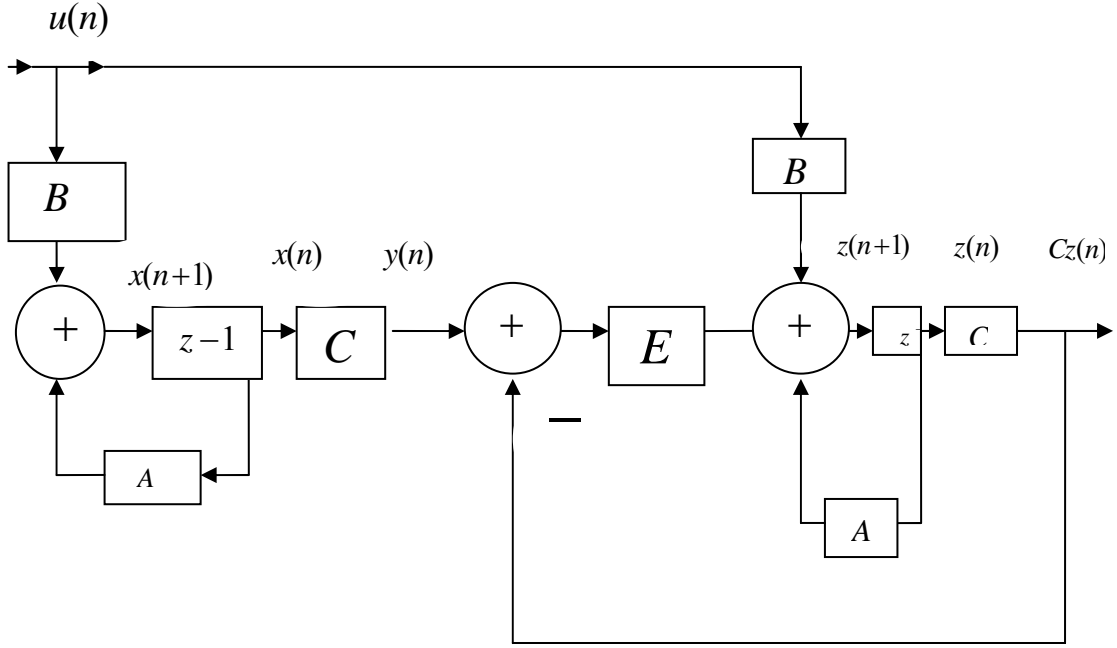 u(n)
B
B
x(n+1)
x(n)
y(n)
z(n+1)
z(n)
Cz(n)
+
z−1
C
+
E
+
z
C
−
A
A